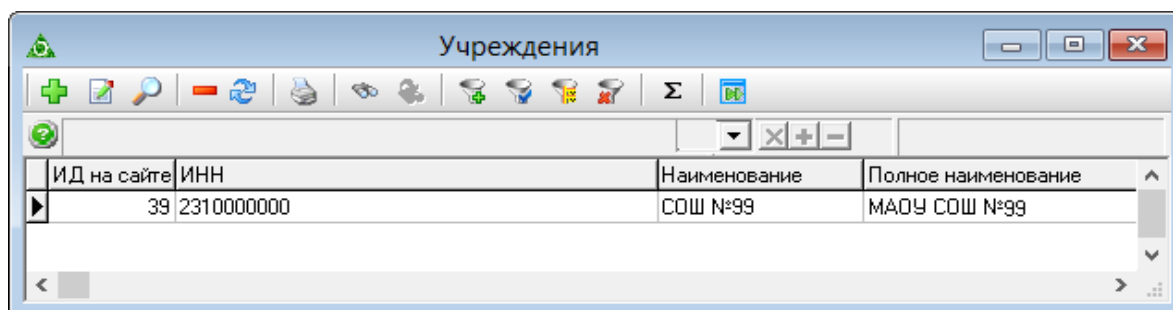 Учреждения
Σ
ИД на сайте ИНН Наименование Полное наименование
39 2310000000 СОШ №99 МАОУ СОШ №99